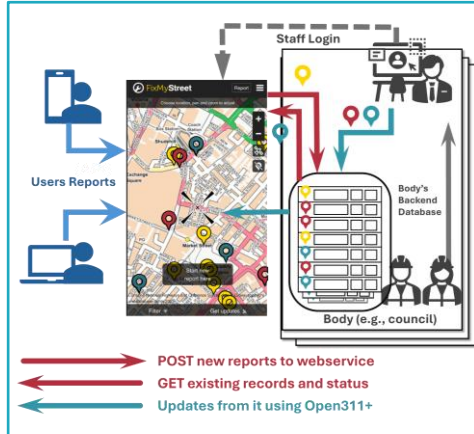 Staff Login
FixMyStreet
Report
Users Reports
Market Street
Start new
report here
Filter
Get updates
Body's
Backend
Database
Body (e.g., council)
POST new reports to webservice
GET existing records and status
Updates from it using Open311+